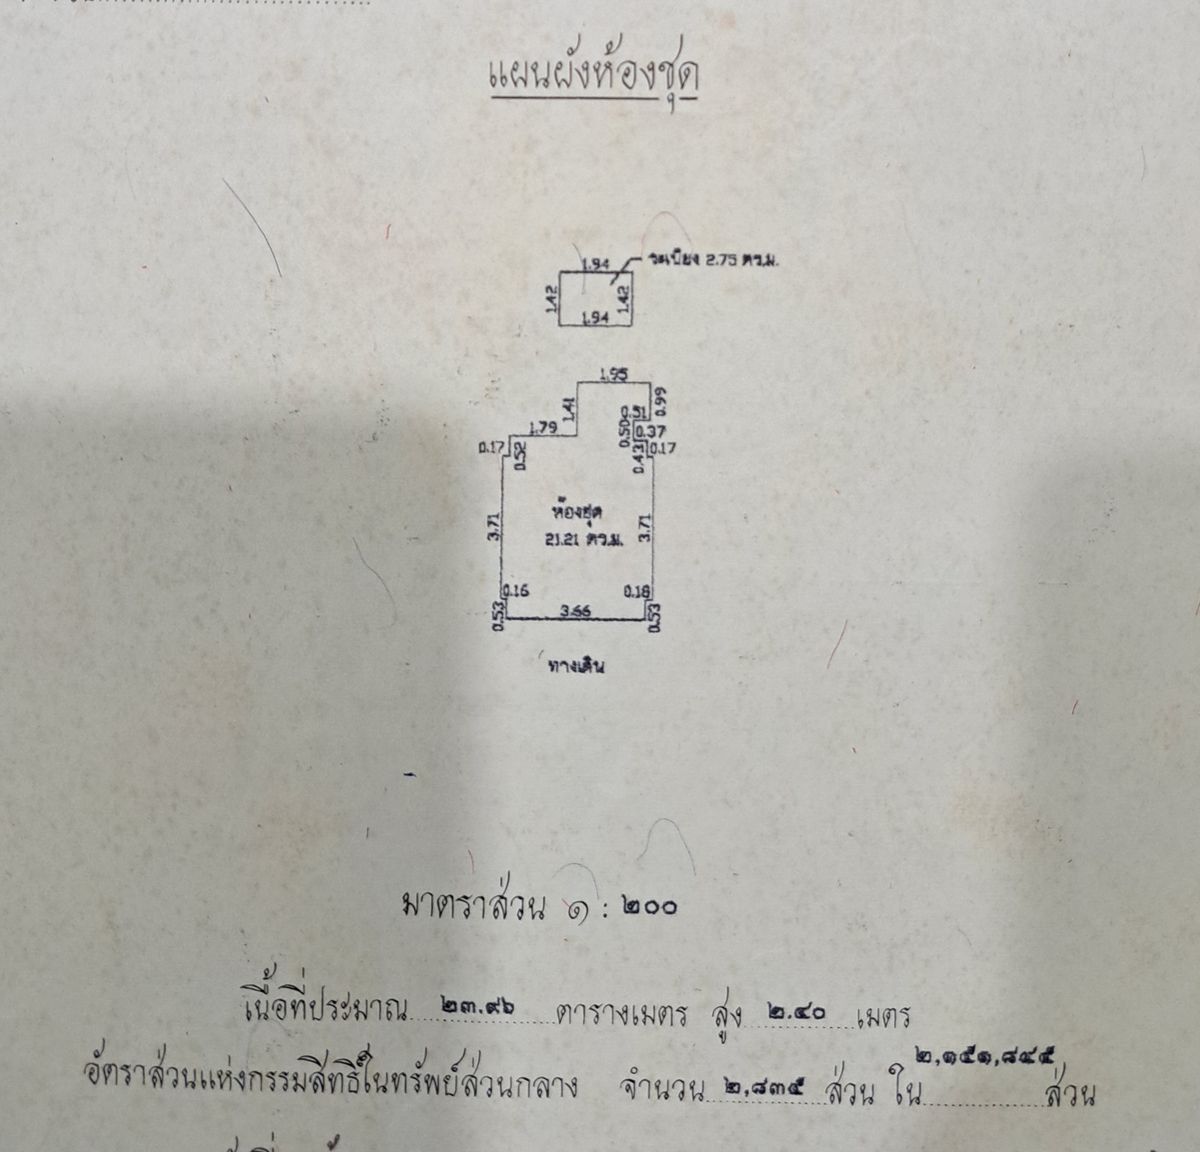 แผนผังห้องชุด
1.94
ระเบียง 2.75 ตร.ม.
1.42
1.42
1.94
1.95
0.99
1.41
0.51
1.79
0.50
0.37
0.17
0.52
0.43
0.17
ห้องชุด
3.71
3.71
21.21 ตร.ม.
0.16
0.18
0.53
3.66
0.53
ทางเดิน
มาตราส่วน ๑ : ๒๐๐
เนื้อที่ประมาณ ๒๓.๙๖ ตารางเมตร สูง ๒.๔๐ เมตร
อัตราส่วนแห่งกรรมสิทธิ์ในทรัพย์ส่วนกลาง จำนวน ๒,๘๓๕ ส่วน ใน ๒,๑๕๑,๘๔๕ ส่วน